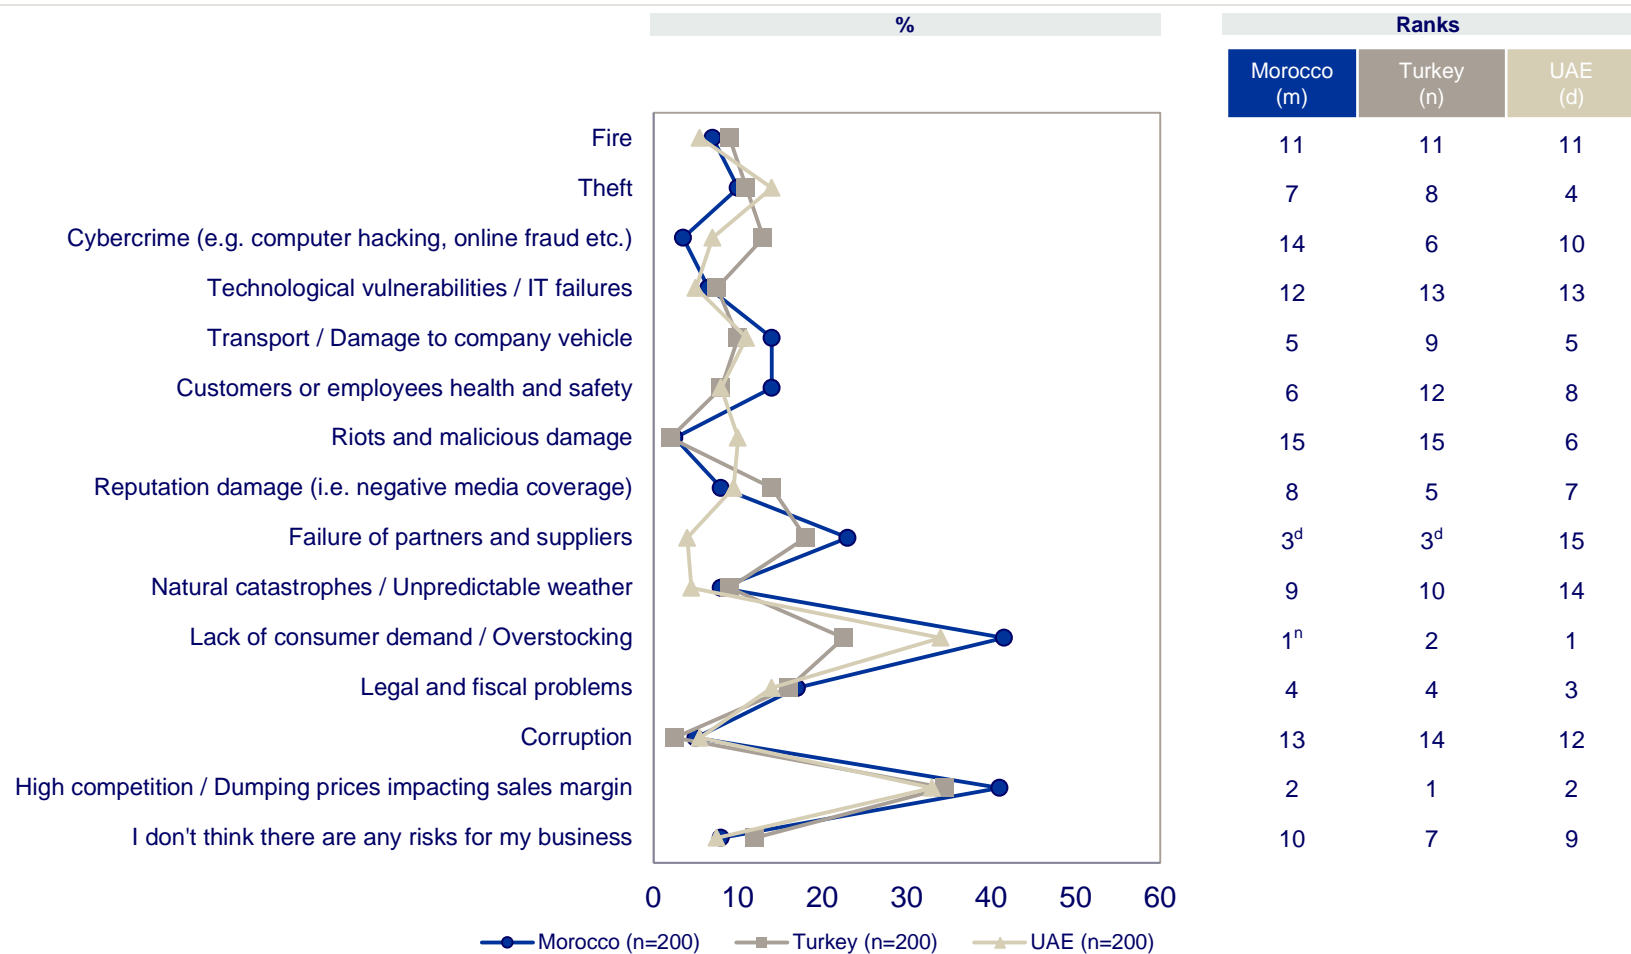 %
Ranks
Morocco (m) Turkey (n) UAE (d)
Fire 11 11 11
Theft 7 8 4
Cybercrime (e.g. computer hacking, online fraud etc.) 14 6 10
Technological vulnerabilities / IT failures 12 13 13
Transport / Damage to company vehicle 5 9 5
Customers or employees health and safety 6 12 8
Riots and malicious damage 15 15 6
Reputation damage (i.e. negative media coverage) 8 5 7
Failure of partners and suppliers 3d 3d 15
Natural catastrophes / Unpredictable weather 9 10 14
Lack of consumer demand / Overstocking 1n 2 1
Legal and fiscal problems 4 4 3
Corruption 13 14 12
High competition / Dumping prices impacting sales margin 2 1 2
I don't think there are any risks for my business 10 7 9
0 10 20 30 40 50 60
Morocco (n=200) Turkey (n=200) UAE (n=200)